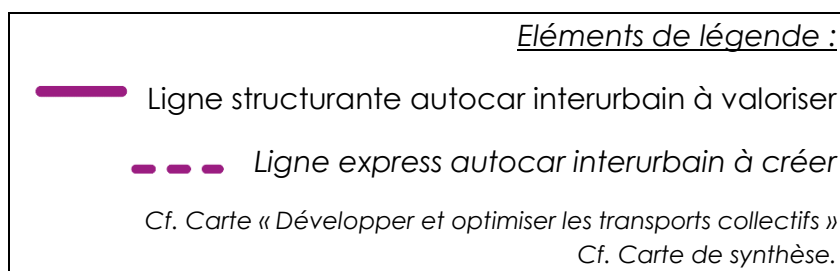 Eléments de légende :
Ligne structurante autocar interurbain à valoriser
Ligne express autocar interurbain à créer
Cf. Carte « Développer et optimiser les transports collectifs »
Cf. Carte de synthèse.